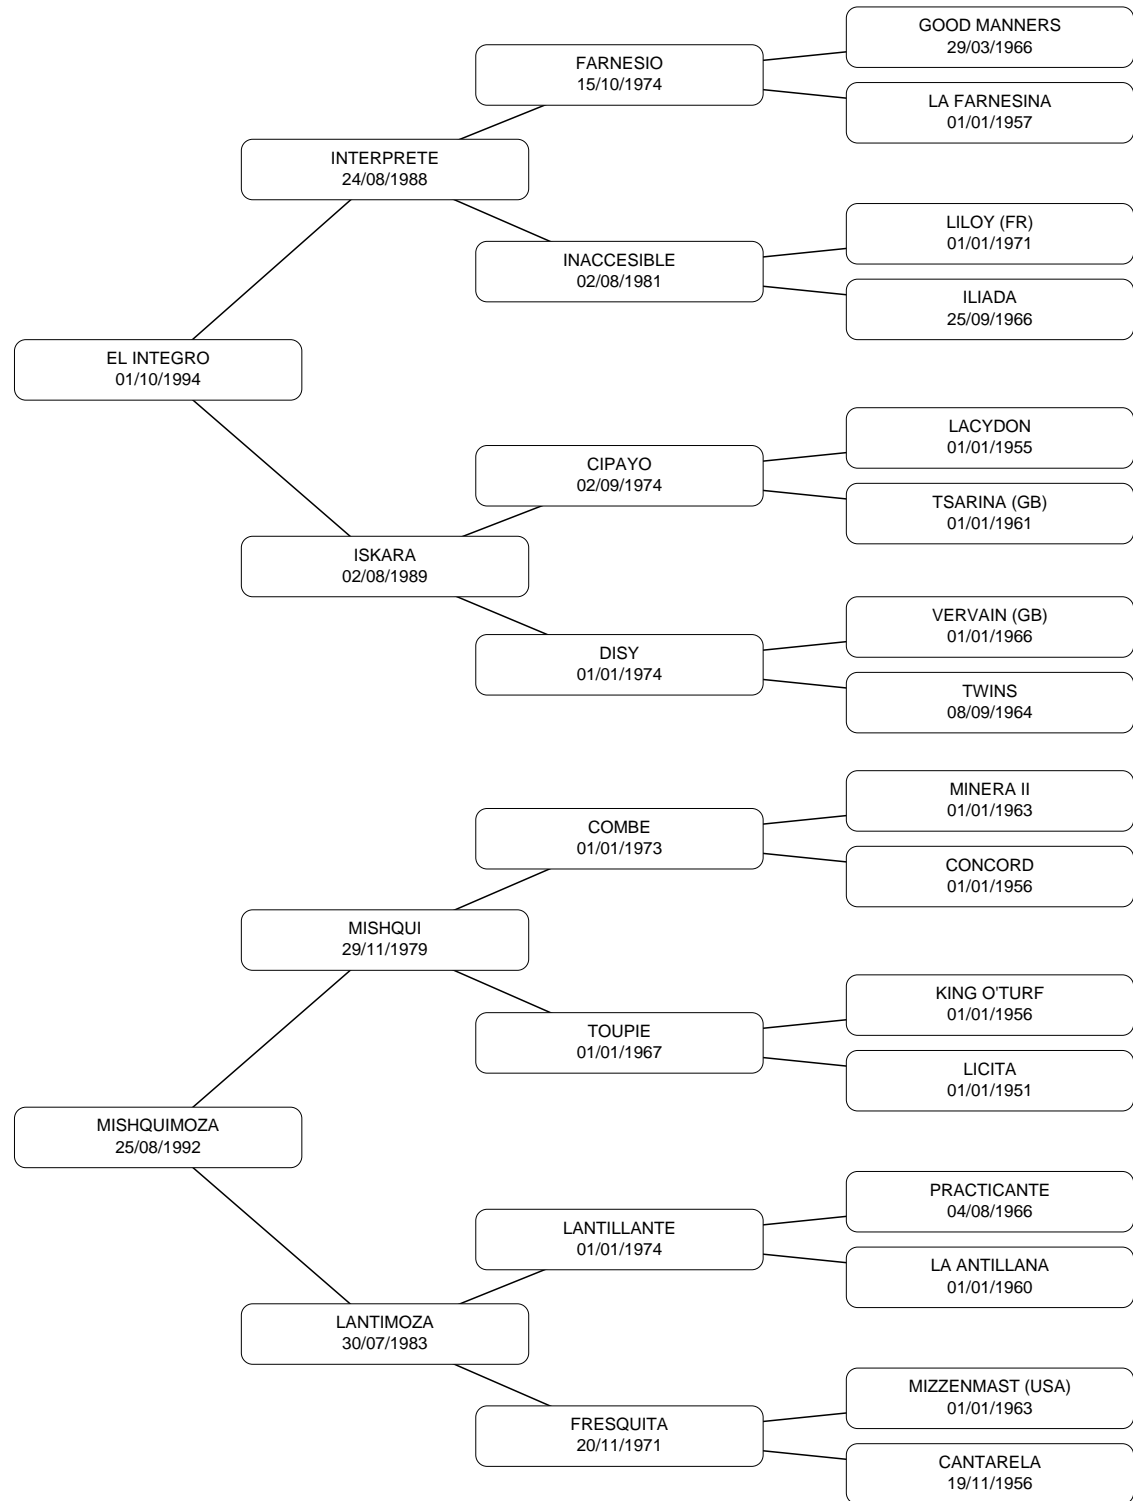 GOOD MANNERS
29/03/1966
FARNESIO
15/10/1974
LA FARNESINA
01/01/1957
INTERPRETE
24/08/1988
LILOY (FR)
01/01/1971
INACCESIBLE
02/08/1981
ILIADA
25/09/1966
EL INTEGRO
01/10/1994
LACYDON
01/01/1955
CIPAYO
02/09/1974
TSARINA (GB)
01/01/1961
ISKARA
02/08/1989
VERVAIN (GB)
01/01/1966
DISY
01/01/1974
TWINS
08/09/1964
MINERA II
01/01/1963
COMBE
01/01/1973
CONCORD
01/01/1956
MISHQUI
29/11/1979
KING O'TURF
01/01/1956
TOUPIE
01/01/1967
LICITA
01/01/1951
MISHQUIMOZA
25/08/1992
PRACTICANTE
04/08/1966
LANTILLANTE
01/01/1974
LA ANTILLANA
01/01/1960
LANTIMOZA
30/07/1983
MIZZENMAST (USA)
01/01/1963
FRESQUITA
20/11/1971
CANTARELA
19/11/1956